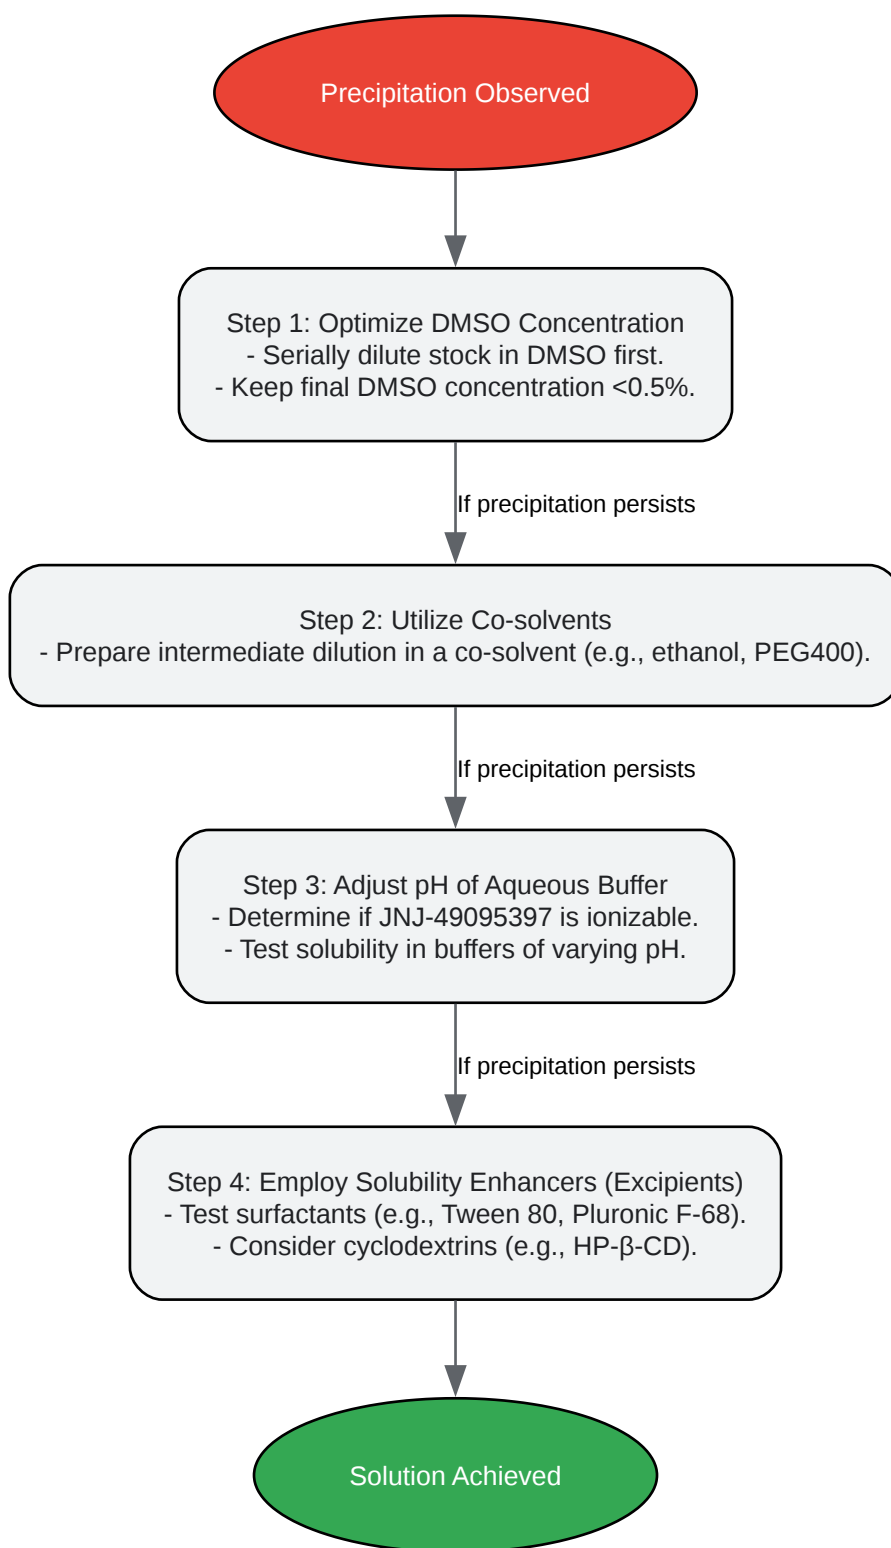 Precipitation Observed
Step 1: Optimize DMSO Concentration
- Serially dilute stock in DMSO first.
- Keep final DMSO concentration <0.5%.
If precipitation persists
Step 2: Utilize Co-solvents
- Prepare intermediate dilution in a co-solvent (e.g., ethanol, PEG400).
If precipitation persists
Step 3: Adjust pH of Aqueous Buffer
- Determine if JNJ-49095397 is ionizable.
- Test solubility in buffers of varying pH.
If precipitation persists
Step 4: Employ Solubility Enhancers (Excipients)
- Test surfactants (e.g., Tween 80, Pluronic F-68).
- Consider cyclodextrins (e.g., HP-β-CD).
Solution Achieved